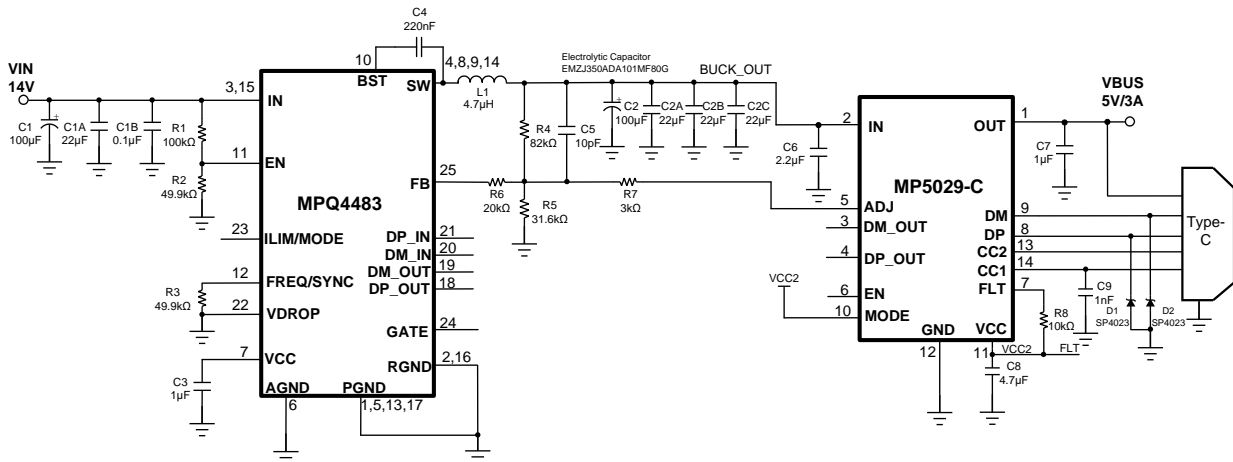 C4
220nF
10
BST
4,8,9,14
SW
L1
4.7µH
Electrolytic Capacitor
EMZJ350ADA101MF80G
BUCK_OUT
VIN
14V
3,15
IN
C1
100µF
C1A
22µF
C1B
0.1µF
R1
100kΩ
11
EN
R2
49.9kΩ
MPQ4483
R4
82kΩ
C5
10pF
C2
100µF
C2A
22µF
C2B
22µF
C2C
22µF
25
FB
R6
20kΩ
R5
31.6kΩ
R7
3kΩ
23
ILIM/MODE
DP_IN
21
DM_IN
20
DM_OUT
19
DP_OUT
18
12
FREQ/SYNC
R3
49.9kΩ
22
VDROP
GATE
24
7
VCC
C3
1µF
RGND
2,16
AGND
6
PGND
1,5,13,17
2
IN
C6
2.2µF
OUT
1
VBUS
5V/3A
C7
1µF
MP5029-C
5
ADJ
3
DM_OUT
4
DP_OUT
VCC2
6
EN
10
MODE
DM
9
DP
8
CC2
13
CC1
14
FLT
7
Type-
C
C9
1nF
R8
10kΩ
D1
SP4023
D2
SP4023
GND
12
VCC
11
VCC2
FLT
C8
4.7µF